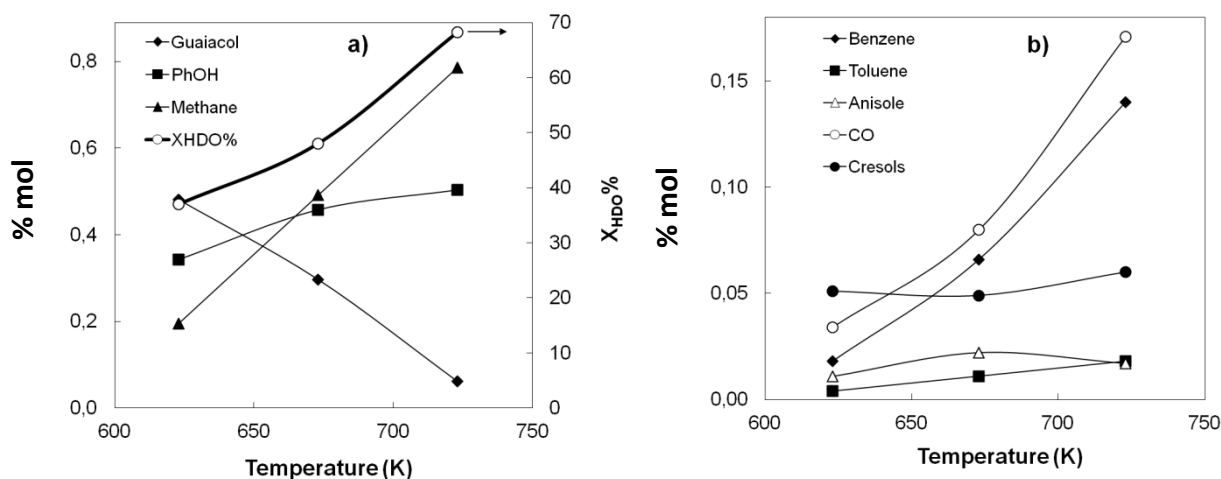 a)
Guaiacol
PhOH
Methane
XHDO%
% mol
0,8
0,6
0,4
0,2
0,0
70
60
50
40
30
20
10
0
X_HDO%
600
650
700
750
Temperature (K)
b)
Benzene
Toluene
Anisole
CO
Cresols
% mol
0,15
0,10
0,05
0,00
600
650
700
750
Temperature (K)